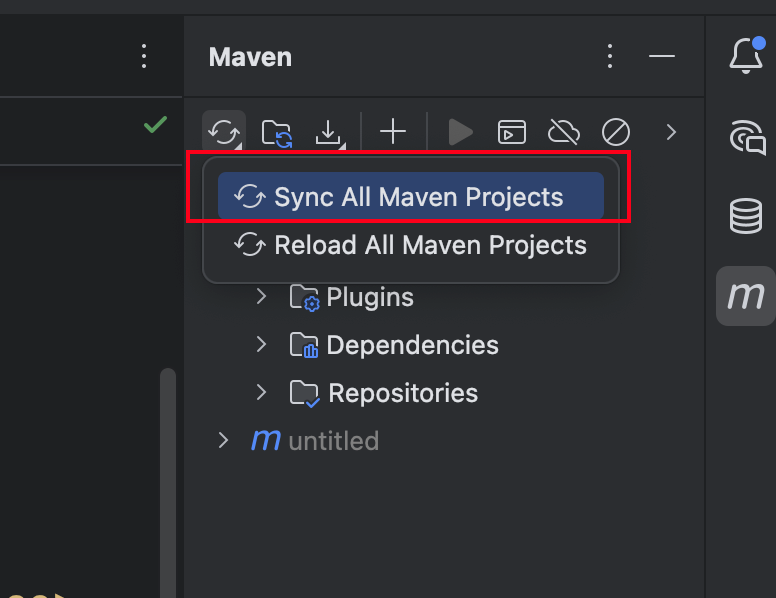 Maven
Sync All Maven Projects
Reload All Maven Projects
Plugins
Dependencies
Repositories
m untitled
m